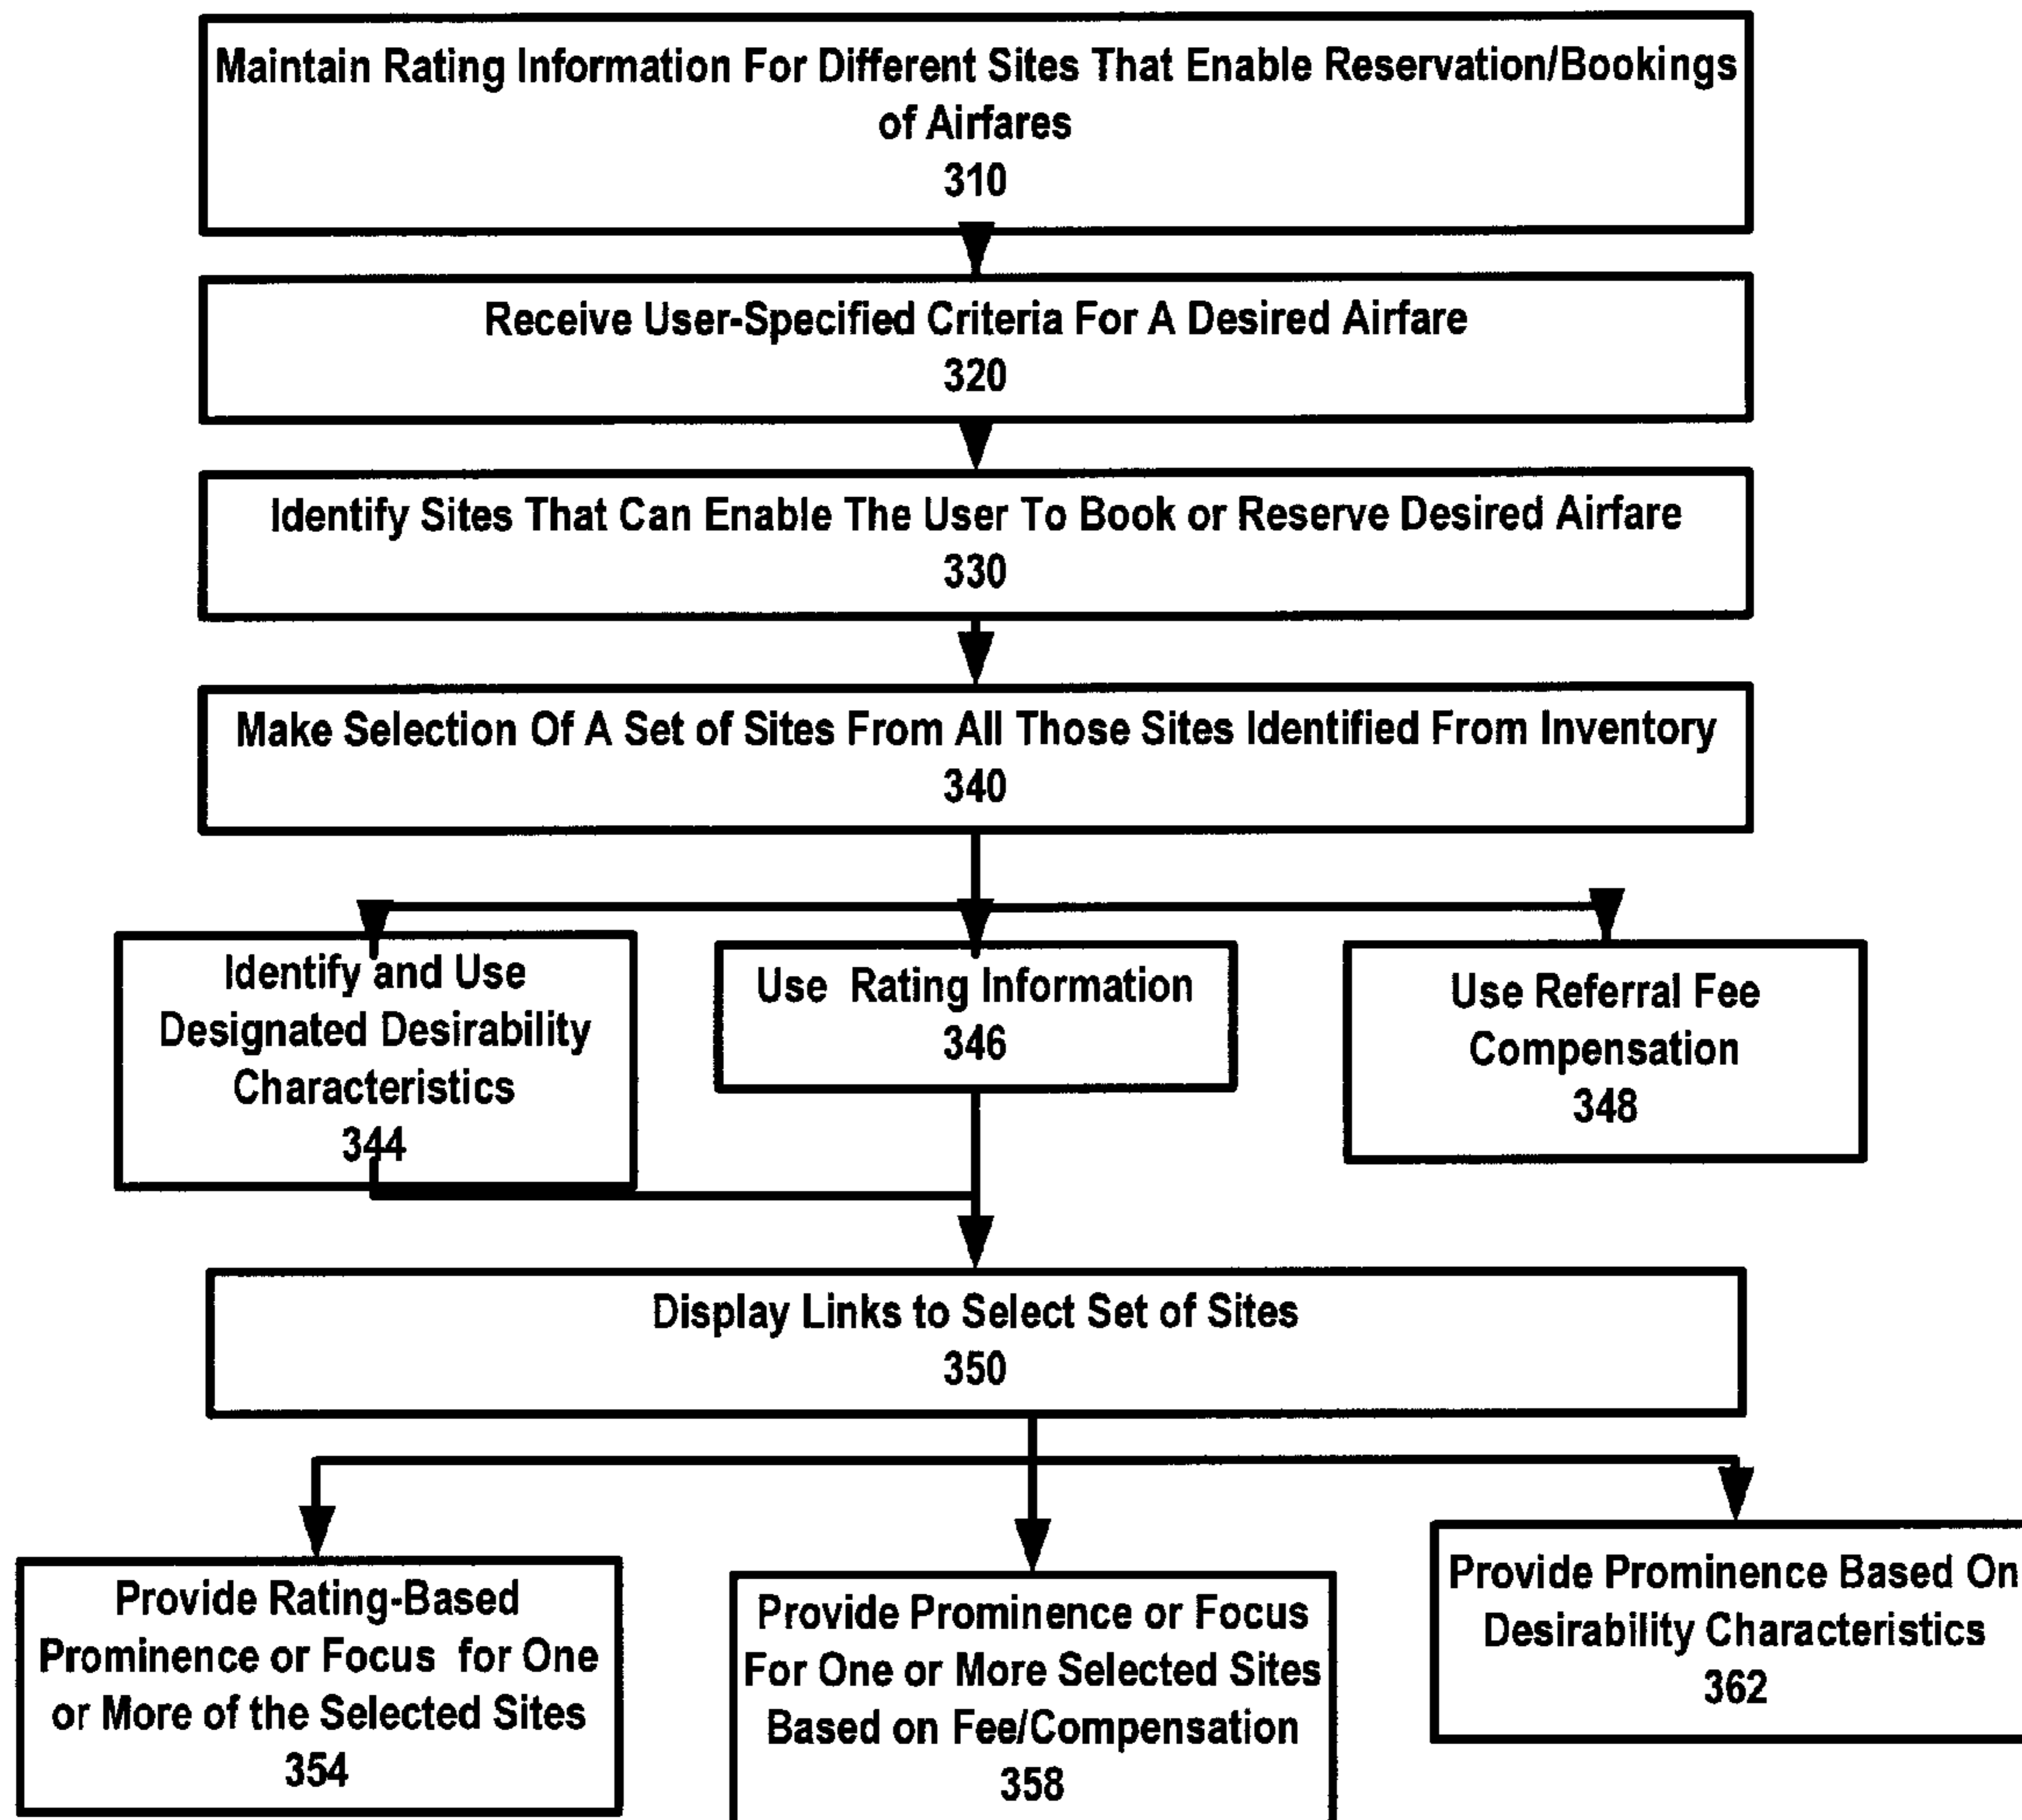 Maintain Rating Information For Different Sites That Enable Reservation/Bookings
of Airfares
310
Receive User-Specified Criteria For A Desired Airfare
320
Identify Sites That Can Enable The User To Book or Reserve Desired Airfare
330
Make Selection Of A Set of Sites From All Those Sites Identified From Inventory
340
Identify and Use
Designated Desirability
Characteristics
344
Use Rating Information
346
Use Referral Fee
Compensation
348
Display Links to Select Set of Sites
350
Provide Rating-Based
Prominence or Focus for One
or More of the Selected Sites
354
Provide Prominence or Focus
For One or More Selected Sites
Based on Fee/Compensation
358
Provide Prominence Based On
Desirability Characteristics
362